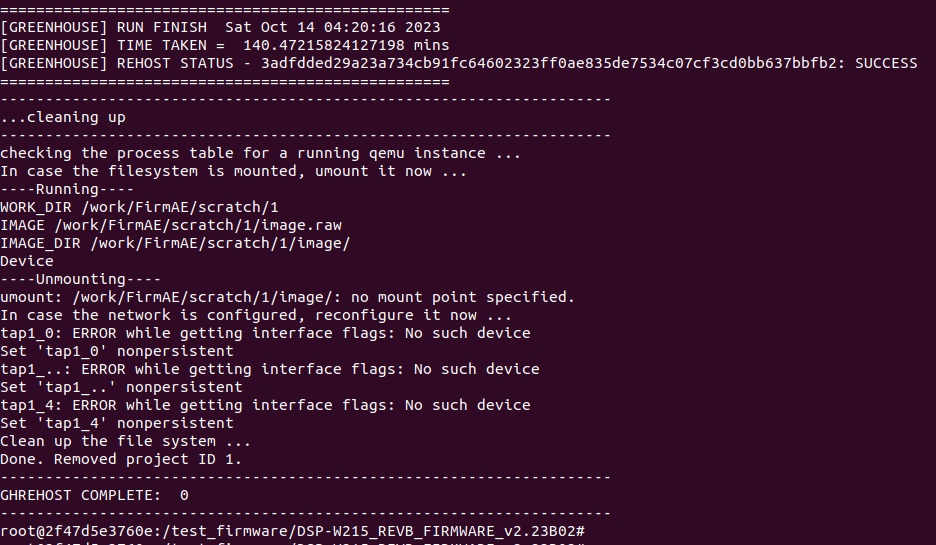 ==================================================
[GREENHOUSE] RUN FINISH  Sat Oct 14 04:20:16 2023
[GREENHOUSE] TIME TAKEN =  140.47215824127198 mins
[GREENHOUSE] REHOST STATUS - 3adfdded29a23a734cb91fc64602323ff0ae835de7534c07cf3cd0bb637bbfb2: SUCCESS
==================================================
--------------------------------------------------------------------
...cleaning up
--------------------------------------------------------------------
checking the process table for a running qemu instance ...
In case the filesystem is mounted, umount it now ...
----Running----
WORK_DIR /work/FirmAE/scratch/1
IMAGE /work/FirmAE/scratch/1/image.raw
IMAGE_DIR /work/FirmAE/scratch/1/image/
Device
----Unmounting----
umount: /work/FirmAE/scratch/1/image/: no mount point specified.
In case the network is configured, reconfigure it now ...
tap1_0: ERROR while getting interface flags: No such device
Set 'tap1_0' nonpersistent
tap1_..: ERROR while getting interface flags: No such device
Set 'tap1_..' nonpersistent
tap1_4: ERROR while getting interface flags: No such device
Set 'tap1_4' nonpersistent
Clean up the file system ...
Done. Removed project ID 1.
--------------------------------------------------------------------
GHREHOST COMPLETE:  0
--------------------------------------------------------------------
root@2f47d5e3760e:/test_firmware/DSP-W215_REVB_FIRMWARE_v2.23B02#